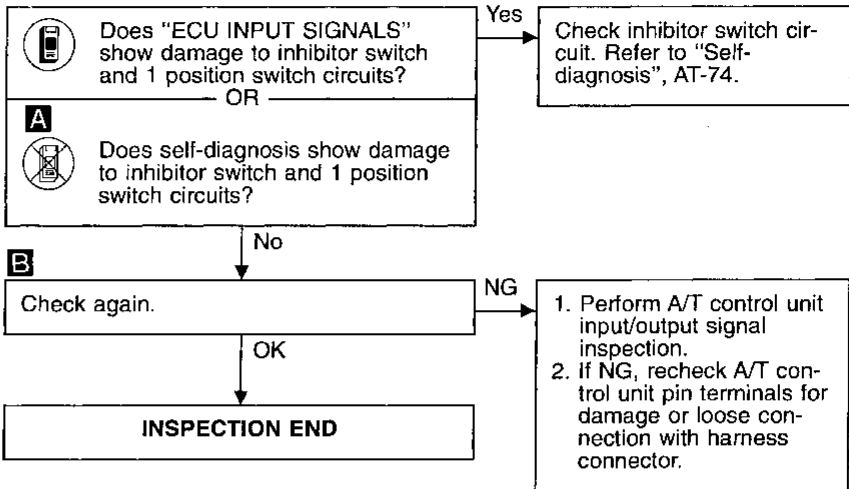 Does "ECU INPUT SIGNALS"
show damage to inhibitor switch
and 1 position switch circuits?
OR
A
Does self-diagnosis show damage
to inhibitor switch and 1 position
switch circuits?
Yes
Check inhibitor switch cir-
cuit. Refer to "Self-
diagnosis", AT-74.
No
B
Check again.
NG
1. Perform A/T control unit
input/output signal
inspection.
2. If NG, recheck A/T con-
trol unit pin terminals for
damage or loose con-
nection with harness
connector.
OK
INSPECTION END